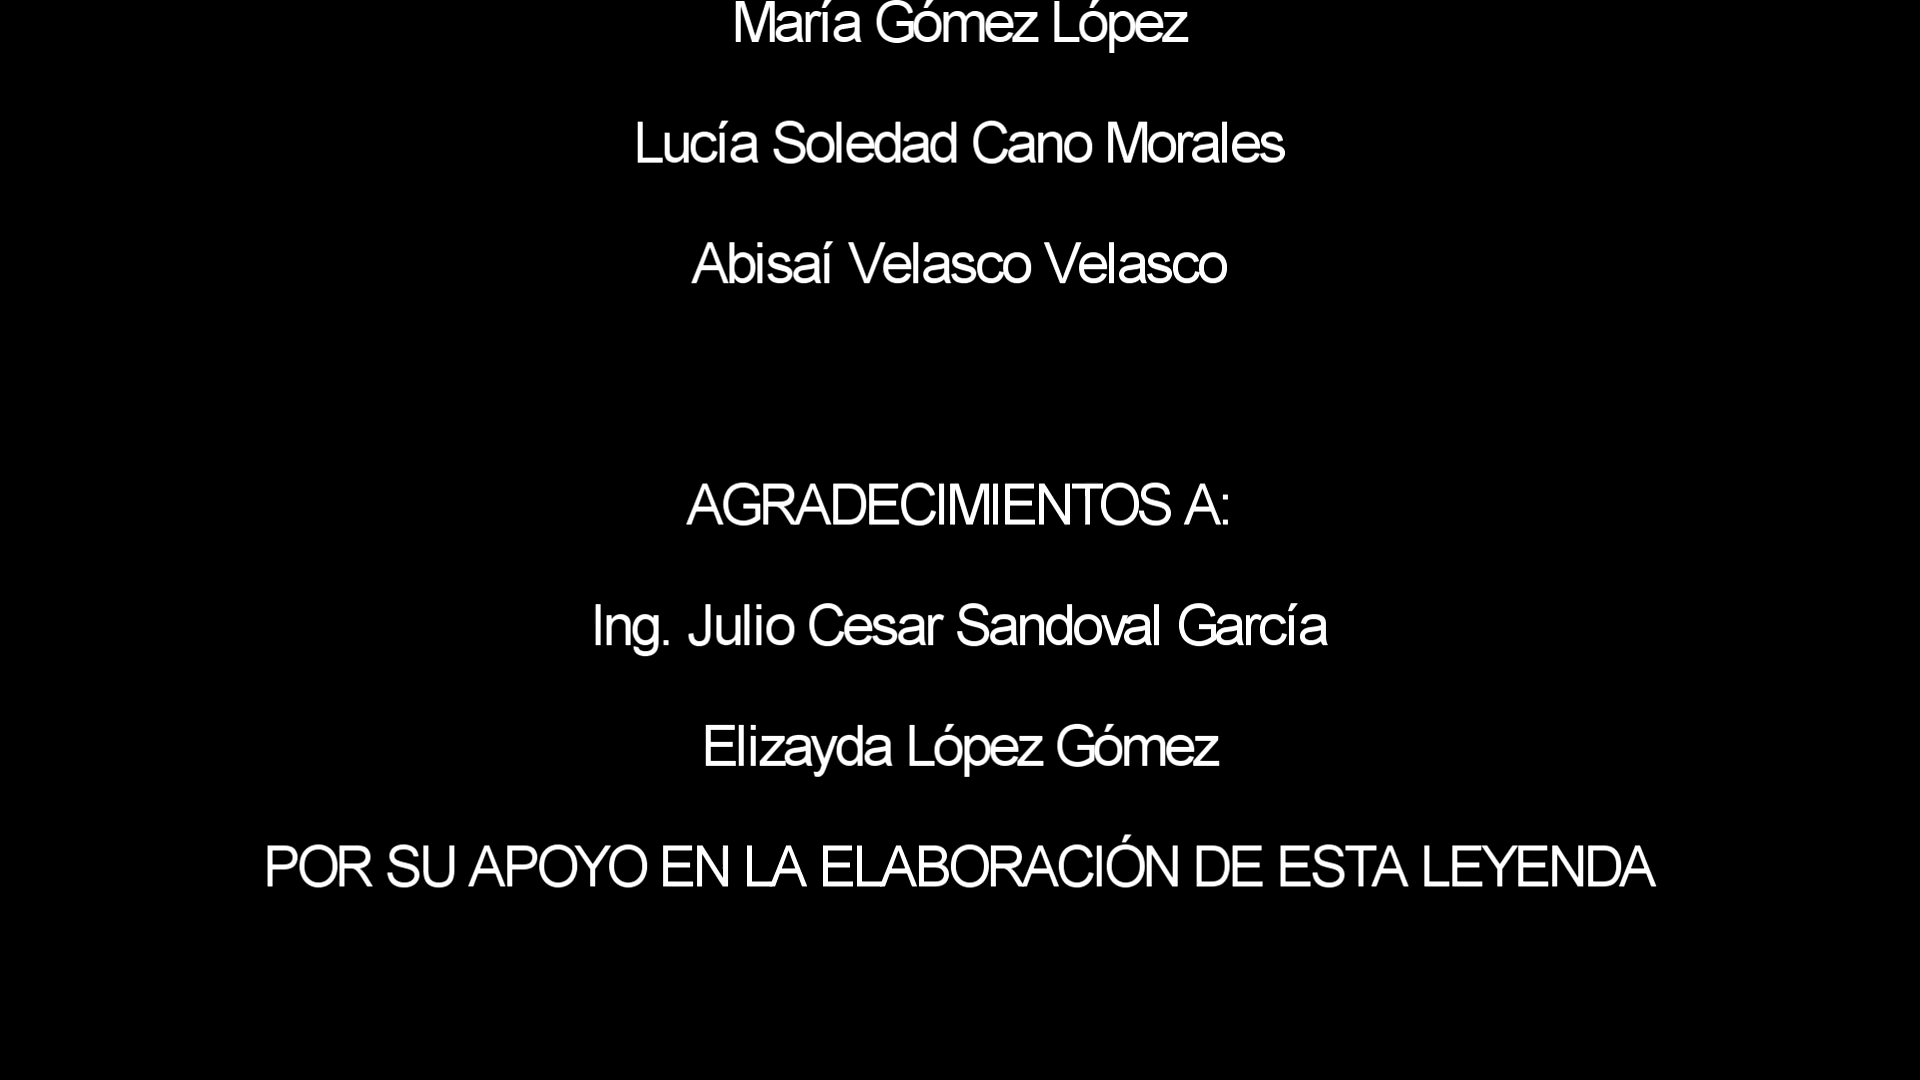 María Gómez López
Lucía Soledad Cano Morales
Abisaí Velasco Velasco
AGRADECIMIENTOS A:
Ing. Julio Cesar Sandoval García
Elizayda López Gómez
POR SU APOYO EN LA ELABORACIÓN DE ESTA LEYENDA